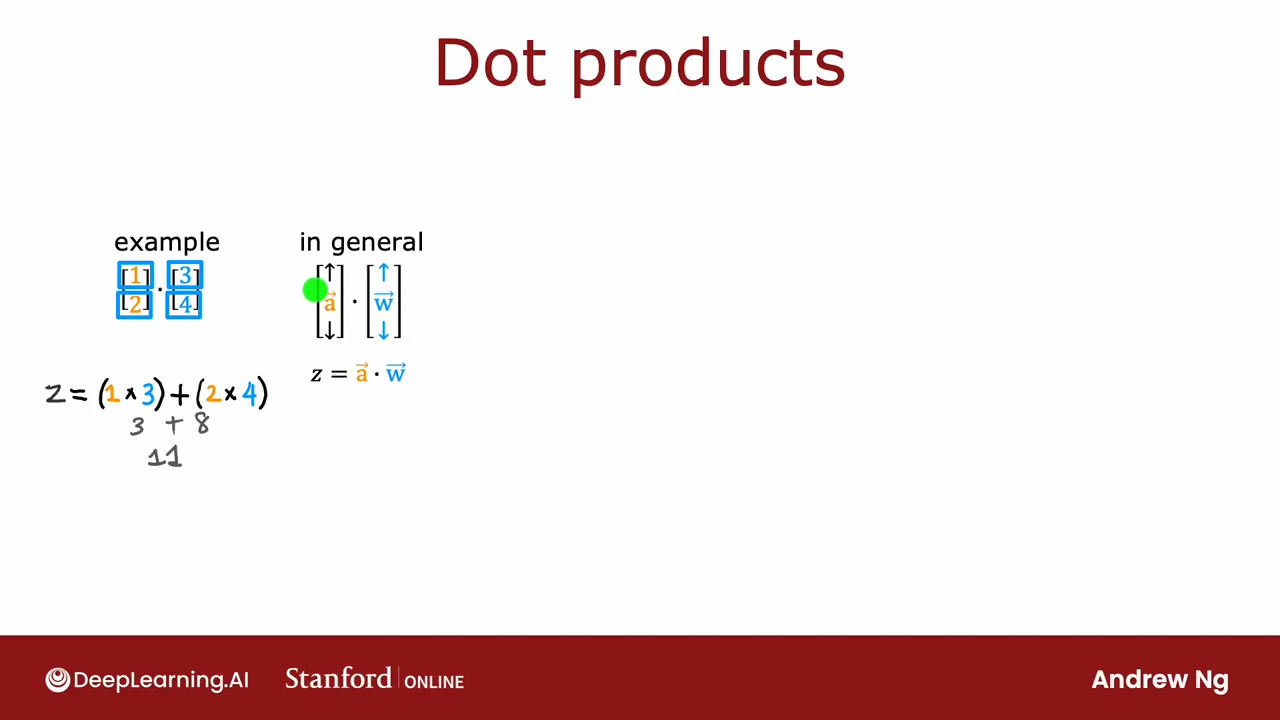 Dot products
example
[1] · [3]
[2] [4]
z = (1 × 3) + (2 × 4)
3 + 8
11
in general
[↑ a⃗ ↓] · [↑ w⃗ ↓]
z = a⃗ · w⃗
DeepLearning.AI
Stanford | ONLINE
Andrew Ng